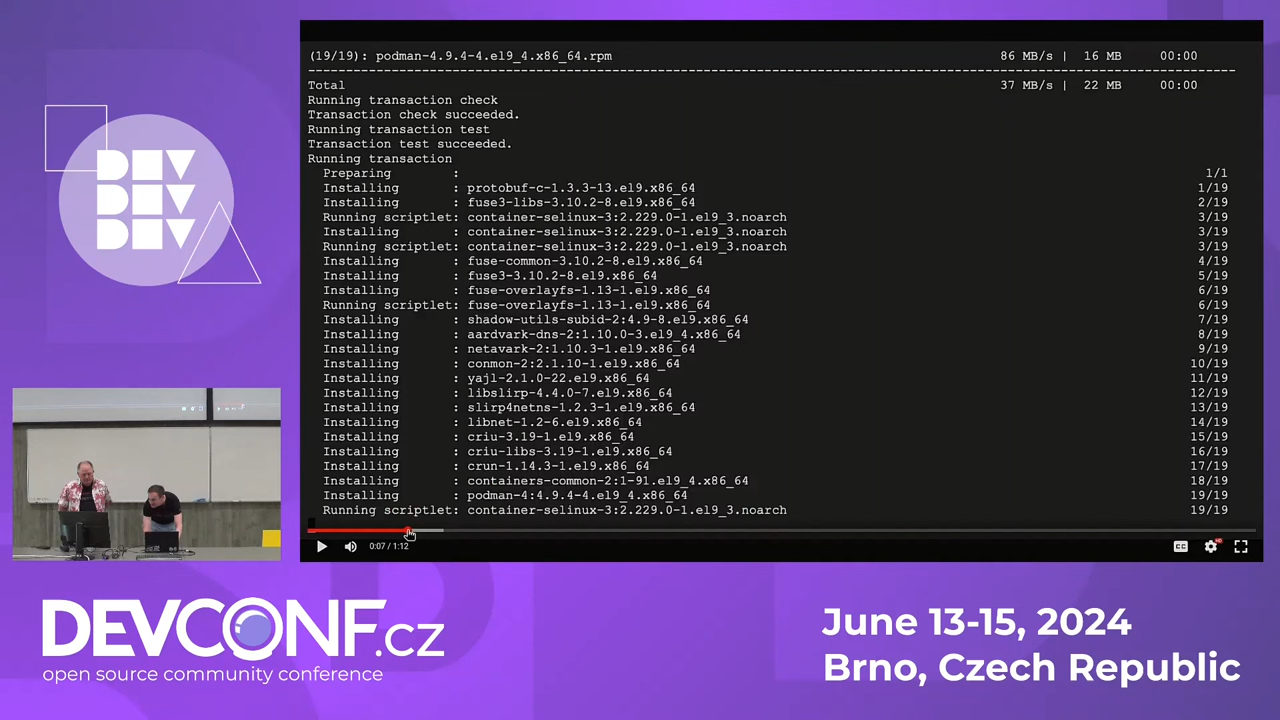 (19/19): podman-4.9.4-4.el9_4.x86_64.rpm 86 MB/s | 16 MB 00:00
--------------------------------------------------------------------------------
Total 37 MB/s | 22 MB 00:00
Running transaction check
Transaction check succeeded.
Running transaction test
Transaction test succeeded.
Running transaction
Preparing : 1/1
Installing : protobuf-c-1.3.3-13.el9.x86_64 1/19
Installing : fuse3-libs-3.10.2-8.el9.x86_64 2/19
Running scriptlet: container-selinux-3:2.229.0-1.el9_3.noarch 3/19
Installing : container-selinux-3:2.229.0-1.el9_3.noarch 3/19
Running scriptlet: container-selinux-3:2.229.0-1.el9_3.noarch 3/19
Installing : fuse-common-3.10.2-8.el9.x86_64 4/19
Installing : fuse3-3.10.2-8.el9.x86_64 5/19
Installing : fuse-overlayfs-1.13-1.el9.x86_64 6/19
Running scriptlet: fuse-overlayfs-1.13-1.el9.x86_64 6/19
Installing : shadow-utils-subid-2:4.9-8.el9.x86_64 7/19
Installing : aardvark-dns-2:1.10.0-3.el9_4.x86_64 8/19
Installing : netavark-2:1.10.3-1.el9.x86_64 9/19
Installing : conmon-2:2.1.10-1.el9.x86_64 10/19
Installing : yajl-2.1.0-22.el9.x86_64 11/19
Installing : libslirp-4.4.0-7.el9.x86_64 12/19
Installing : slirp4netns-1.2.3-1.el9.x86_64 13/19
Installing : libnet-1.2-6.el9.x86_64 14/19
Installing : criu-3.19-1.el9.x86_64 15/19
Installing : criu-libs-3.19-1.el9.x86_64 16/19
Installing : crun-1.14.3-1.el9.x86_64 17/19
Installing : containers-common-2:1-91.el9_4.x86_64 18/19
Installing : podman-4:4.9.4-4.el9_4.x86_64 19/19
Running scriptlet: container-selinux-3:2.229.0-1.el9_3.noarch 19/19
0:07 / 1:12
CC
HD
DEV
DEV
DEV
DEVCONF.cz
open source community conference
June 13-15, 2024
Brno, Czech Republic